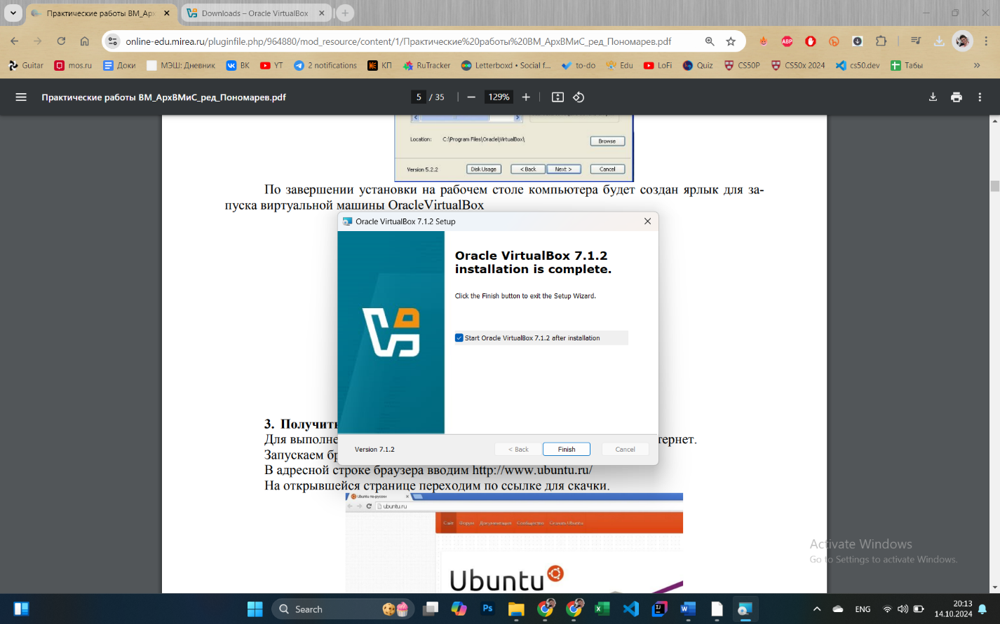 Практические работы ВМ_Арх
Downloads – Oracle VirtualBox
online-edu.mirea.ru/pluginfile.php/964880/mod_resource/content/1/Практические%20работы%20ВМ_АрхВМиС_ред_Пономарев.pdf
ABP
Guitar
mos.ru
Доки
МЭШ: Дневник
ВК
YT
2 notifications
КП
RuTracker
Letterboxd • Social f...
to-do
Edu
LoFi
Quiz
CS50P
CS50x 2024
cs50.dev
Табы
Практические работы ВМ_АрхВМиС_ред_Пономарев.pdf
5 / 35
129%
Location: C:\Program Files\Oracle\VirtualBox\
Browse
Version 5.2.2
Disk Usage
< Back
Next >
Cancel
По завершении установки на рабочем столе компьютера будет создан ярлык для за-
пуска виртуальной машины OracleVirtualBox
Oracle VirtualBox 7.1.2 Setup
Oracle VirtualBox 7.1.2
installation is complete.
Click the Finish button to exit the Setup Wizard.
Start Oracle VirtualBox 7.1.2 after installation
Version 7.1.2
< Back
Finish
Cancel
3. Получить
Для выполне
тернет.
Запускаем бр
В адресной строке браузера вводим http://www.ubuntu.ru/
На открывшейся странице переходим по ссылке для скачки.
Ubuntu по-русски
ubuntu.ru
Сайт
Форум
Документация
Сообщество
Скачать Ubuntu
Ubuntu
Activate Windows
Go to Settings to activate Windows.
Search
Ps
ENG
20:13
14.10.2024